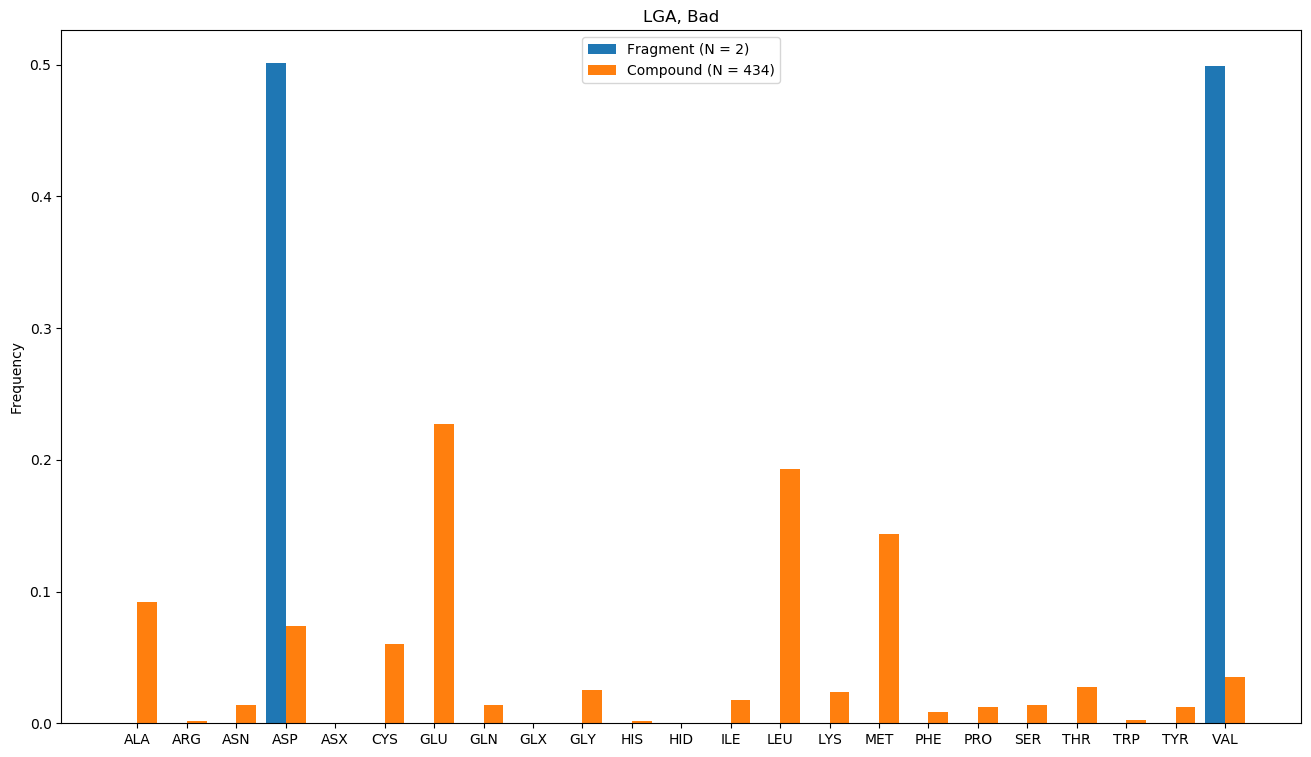 LGA, Bad
Fragment (N = 2)
Compound (N = 434)
Frequency
0.5
0.4
0.3
0.2
0.1
0.0
ALA ARG ASN ASP ASX CYS GLU GLN GLX GLY HIS HID ILE LEU LYS MET PHE PRO SER THR TRP TYR VAL